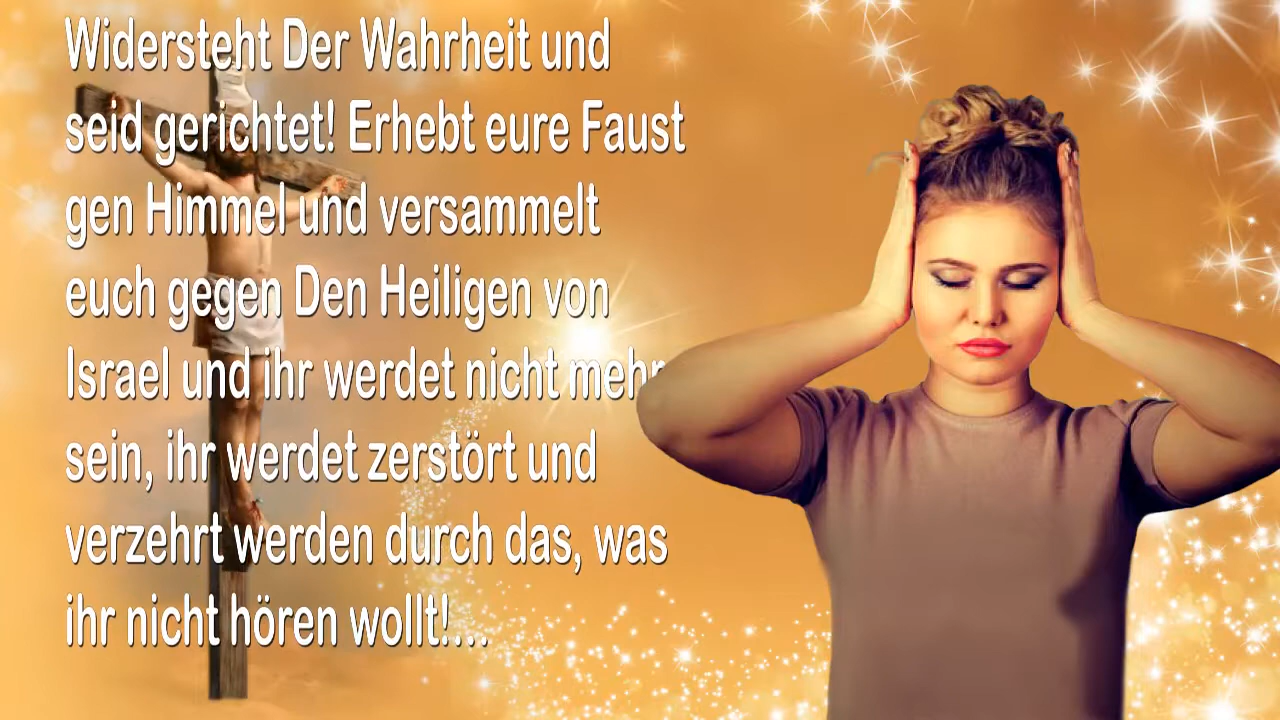 Widersteht Der Wahrheit und
seid gerichtet! Erhebt eure Faust
gen Himmel und versammelt
euch gegen Den Heiligen von
Israel und ihr werdet nicht mehr
sein, ihr werdet zerstört und
verzehrt werden durch das, was
ihr nicht hören wollt!...